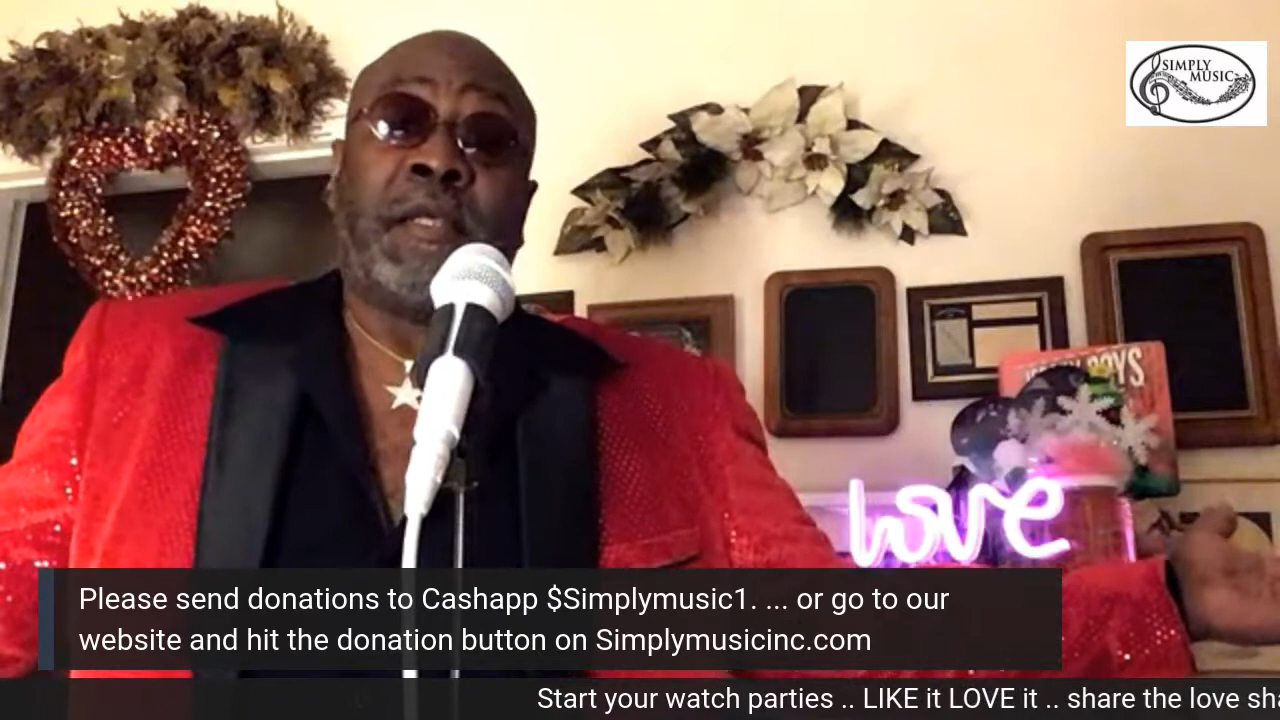 SIMPLY
MUSIC
love
Please send donations to Cashapp $Simplymusic1. ... or go to our
website and hit the donation button on Simplymusicinc.com
Start your watch parties .. LIKE it LOVE it .. share the love sh